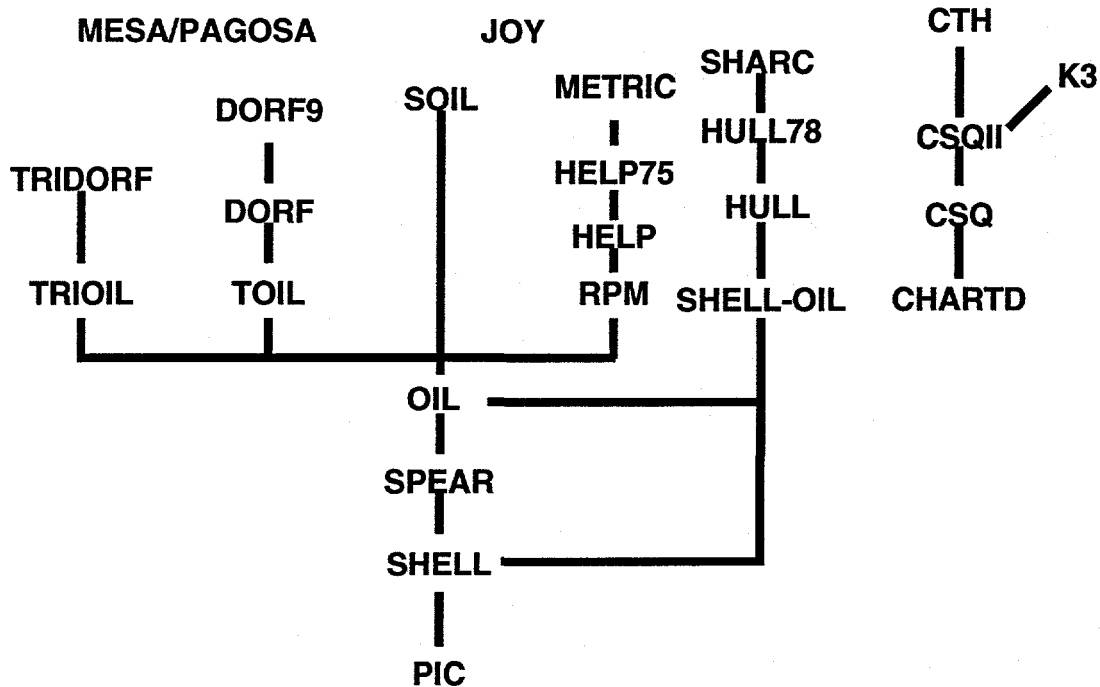 MESA/PAGOSA JOY CTH
SHARC K3
DORF9 SOIL METRIC
HULL78 CSQII
TRIDORF HELP75
DORF HULL CSQ
HELP
TRIOIL TOIL RPM SHELL-OIL CHARTD
OIL
SPEAR
SHELL
PIC